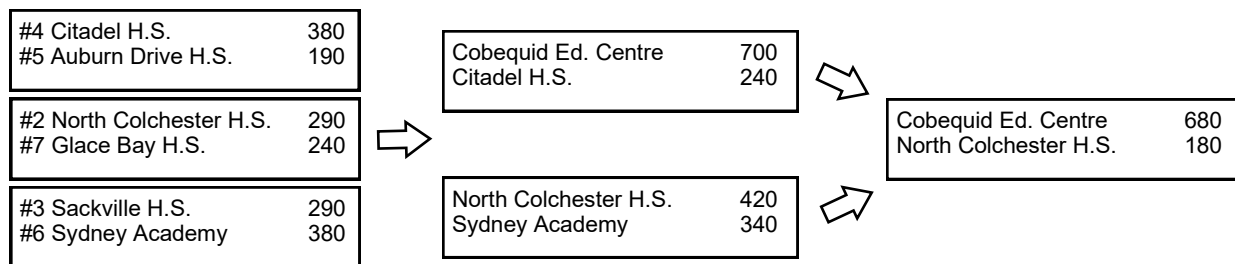 #4 Citadel H.S. 380
#5 Auburn Drive H.S. 190
#2 North Colchester H.S. 290
#7 Glace Bay H.S. 240
#3 Sackville H.S. 290
#6 Sydney Academy 380
Cobequid Ed. Centre 700
Citadel H.S. 240
North Colchester H.S. 420
Sydney Academy 340
Cobequid Ed. Centre 680
North Colchester H.S. 180